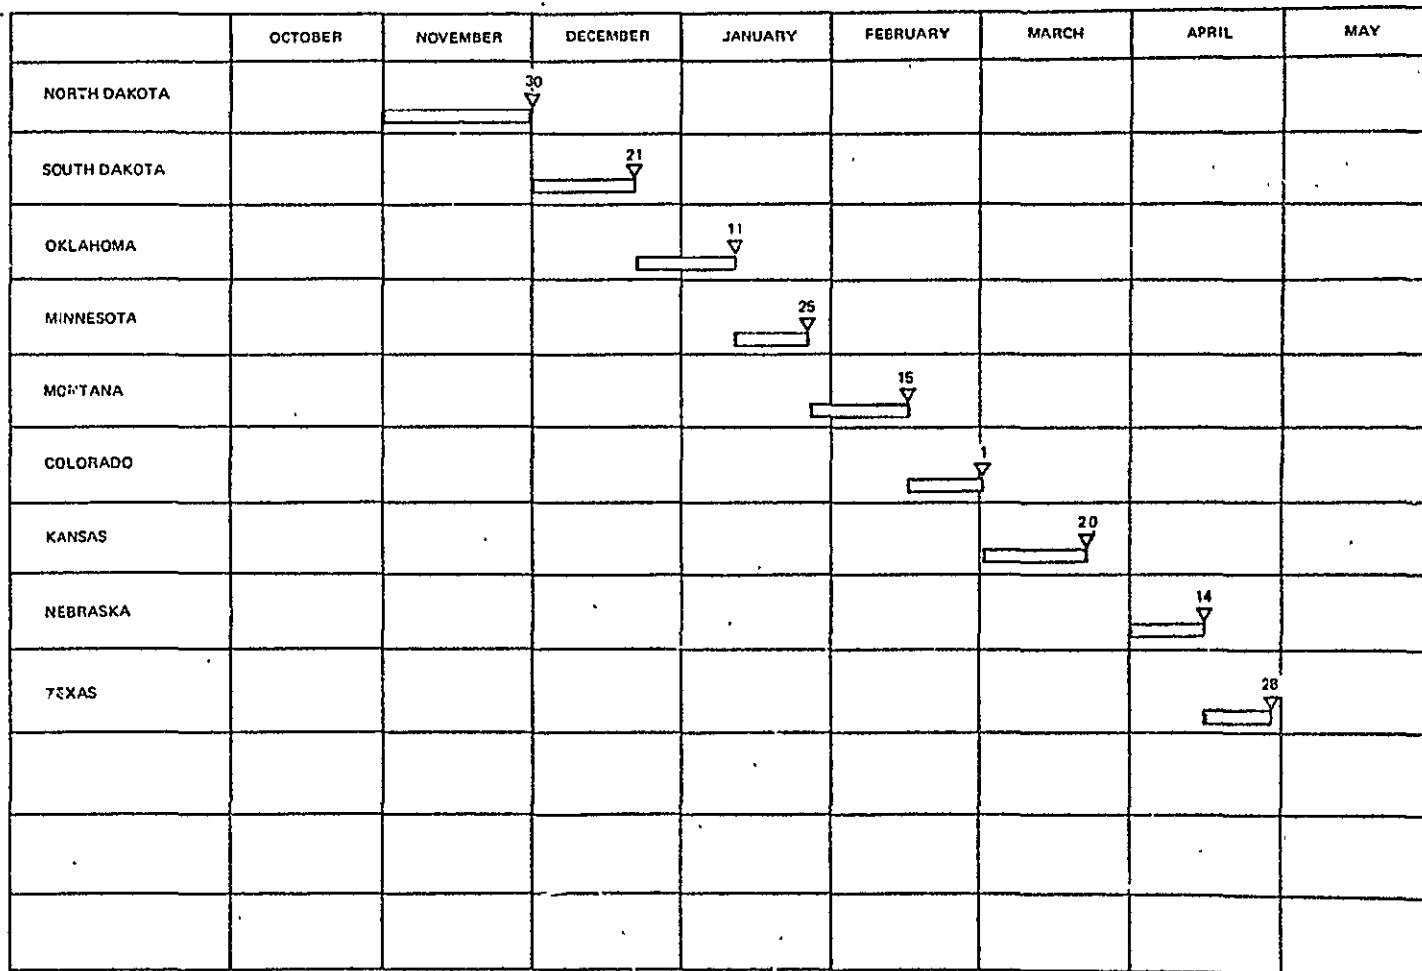 OCTOBER NOVEMBER DECEMBER JANUARY FEBRUARY MARCH APRIL MAY
NORTH DAKOTA 30
SOUTH DAKOTA 21
OKLAHOMA 11
MINNESOTA 25
MONTANA 15
COLORADO 1
KANSAS 20
NEBRASKA 14
TEXAS 28